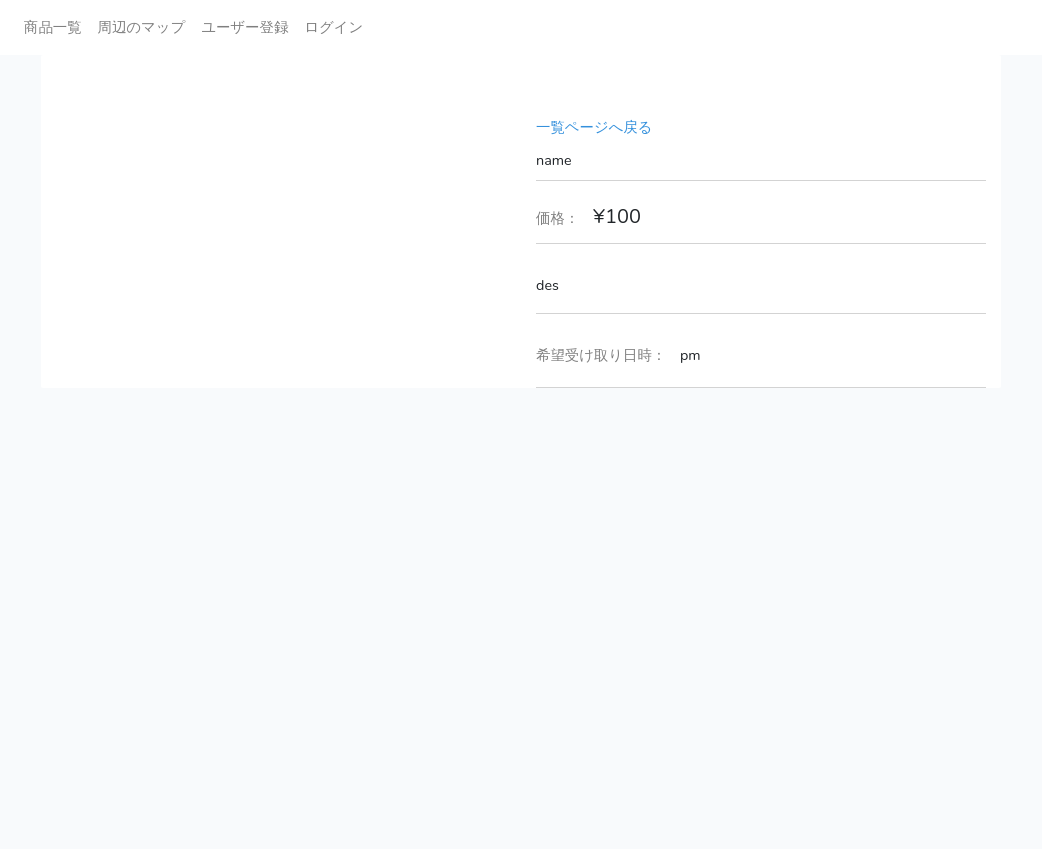 商品一覧 周辺のマップ ユーザー登録 ログイン
一覧ページへ戻る
name
価格： ¥100
des
希望受け取り日時： pm